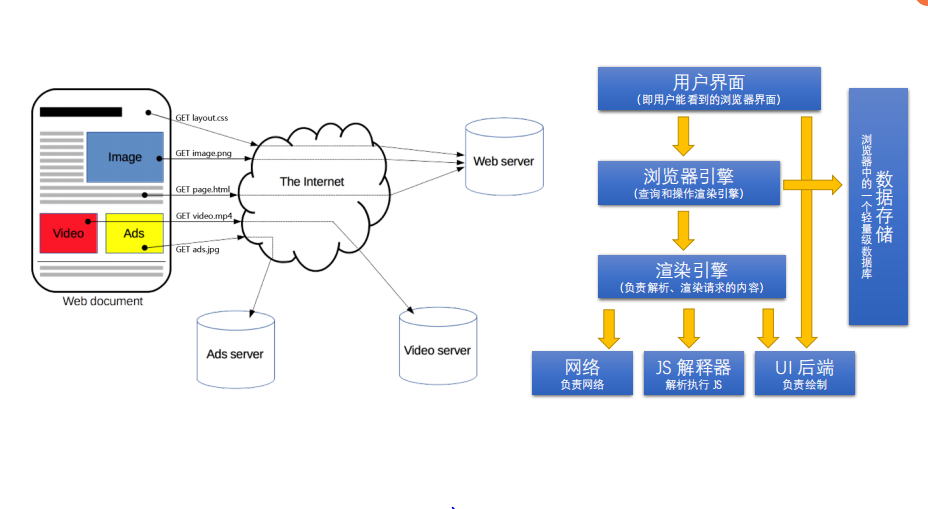 GET layout.css
Image
GET image.png
The Internet
Web server
GET page.html
GET video.mp4
Video
Ads
GET ads.jpg
Web document
Ads server
Video server
用户界面
(即用户能看到的浏览器界面)
浏览器引擎
(查询和操作渲染引擎)
渲染引擎
(负责解析、渲染请求的内容)
网络
负责网络
JS 解释器
解析执行 JS
UI 后端
负责绘制
数据存储
浏览器中的一个轻量级数据库